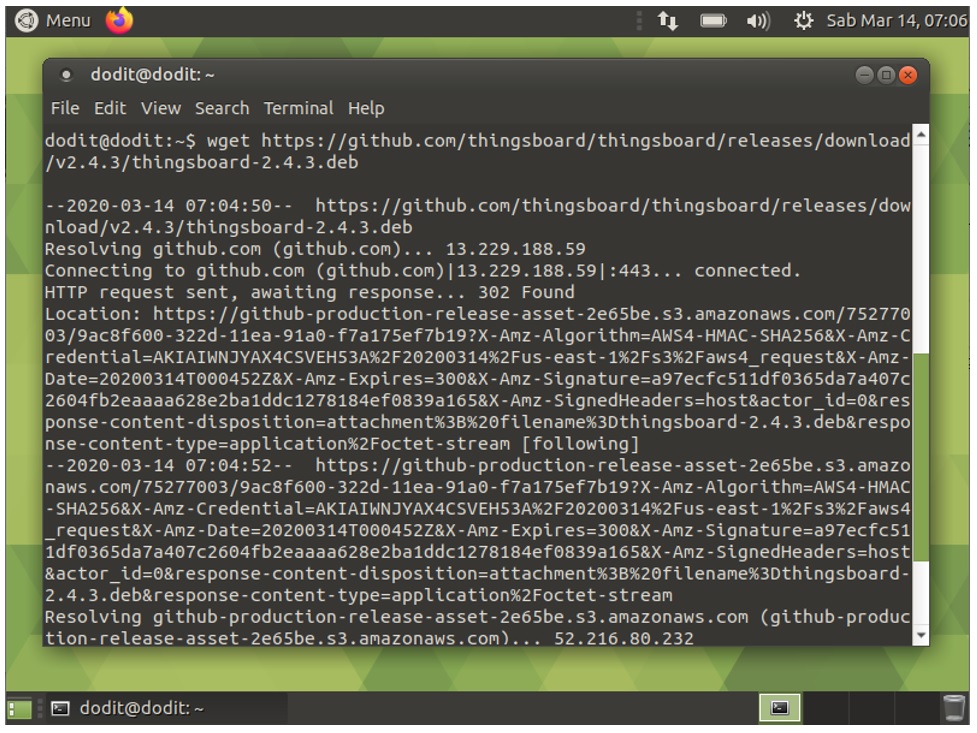 Menu
Sab Mar 14, 07:06
dodit@dodit: ~
File Edit View Search Terminal Help
dodit@dodit:~$ wget https://github.com/thingsboard/thingsboard/releases/download
/v2.4.3/thingsboard-2.4.3.deb
--2020-03-14 07:04:50--  https://github.com/thingsboard/thingsboard/releases/dow
nload/v2.4.3/thingsboard-2.4.3.deb
Resolving github.com (github.com)... 13.229.188.59
Connecting to github.com (github.com)|13.229.188.59|:443... connected.
HTTP request sent, awaiting response... 302 Found
Location: https://github-production-release-asset-2e65be.s3.amazonaws.com/752770
03/9ac8f600-322d-11ea-91a0-f7a175ef7b19?X-Amz-Algorithm=AWS4-HMAC-SHA256&X-Amz-C
redential=AKIAIWNJYAX4CSVEH53A%2F20200314%2Fus-east-1%2Fs3%2Faws4_request&X-Amz-
Date=20200314T000452Z&X-Amz-Expires=300&X-Amz-Signature=a97ecfc511df0365da7a407c
2604fb2eaaaa628e2ba1ddc1278184ef0839a165&X-Amz-SignedHeaders=host&actor_id=0&res
ponse-content-disposition=attachment%3B%20filename%3Dthingsboard-2.4.3.deb&respo
nse-content-type=application%2Foctet-stream [following]
--2020-03-14 07:04:52--  https://github-production-release-asset-2e65be.s3.amazo
naws.com/75277003/9ac8f600-322d-11ea-91a0-f7a175ef7b19?X-Amz-Algorithm=AWS4-HMAC
-SHA256&X-Amz-Credential=AKIAIWNJYAX4CSVEH53A%2F20200314%2Fus-east-1%2Fs3%2Faws4
_request&X-Amz-Date=20200314T000452Z&X-Amz-Expires=300&X-Amz-Signature=a97ecfc51
1df0365da7a407c2604fb2eaaaa628e2ba1ddc1278184ef0839a165&X-Amz-SignedHeaders=host
&actor_id=0&response-content-disposition=attachment%3B%20filename%3Dthingsboard-
2.4.3.deb&response-content-type=application%2Foctet-stream
Resolving github-production-release-asset-2e65be.s3.amazonaws.com (github-produc
tion-release-asset-2e65be.s3.amazonaws.com)... 52.216.80.232
dodit@dodit: ~